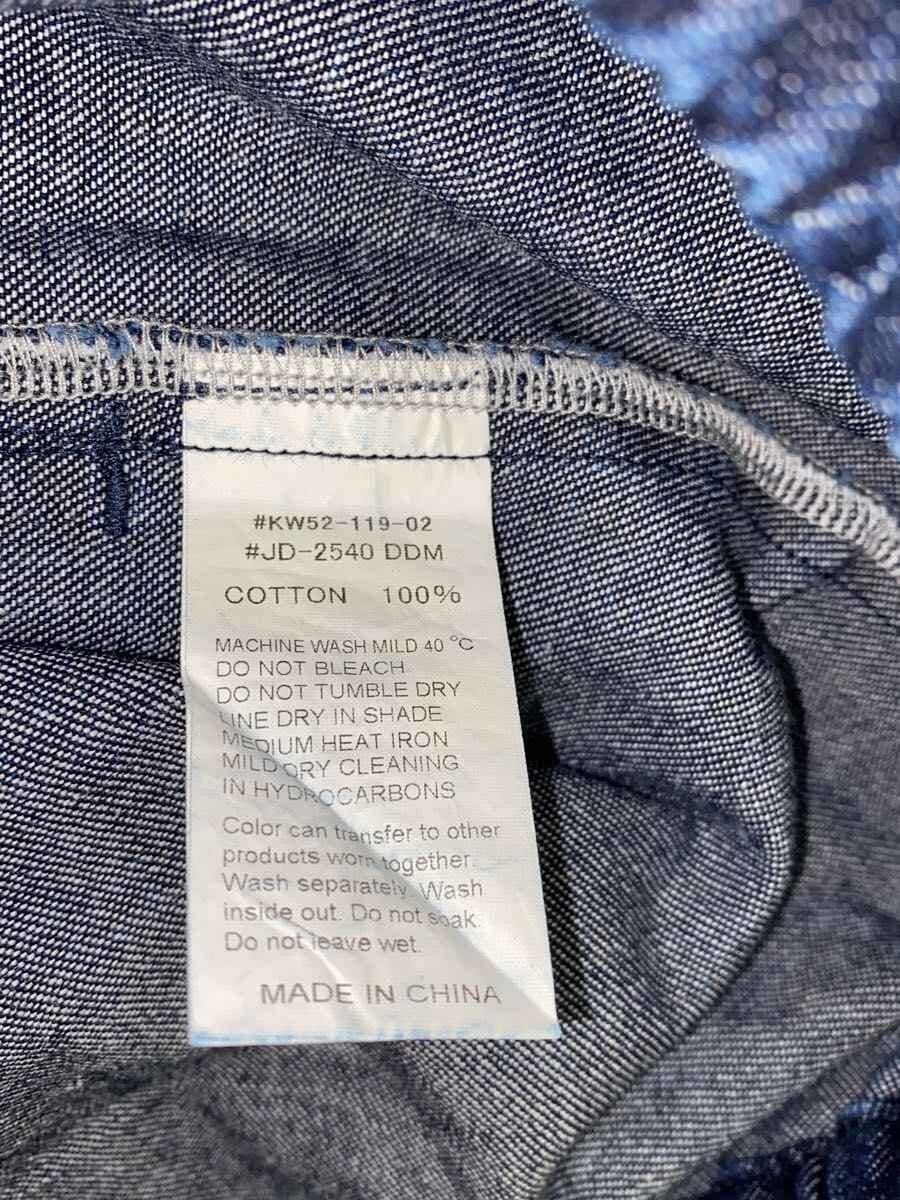 #KW52-119-02
#JD-2540 DDM
COTTON 100%
MACHINE WASH MILD 40 °C
DO NOT BLEACH
DO NOT TUMBLE DRY
LINE DRY IN SHADE
MEDIUM HEAT IRON
MILD DRY CLEANING
IN HYDROCARBONS
Color can transfer to other
products worn together.
Wash separately. Wash
inside out. Do not soak.
Do not leave wet.
MADE IN CHINA